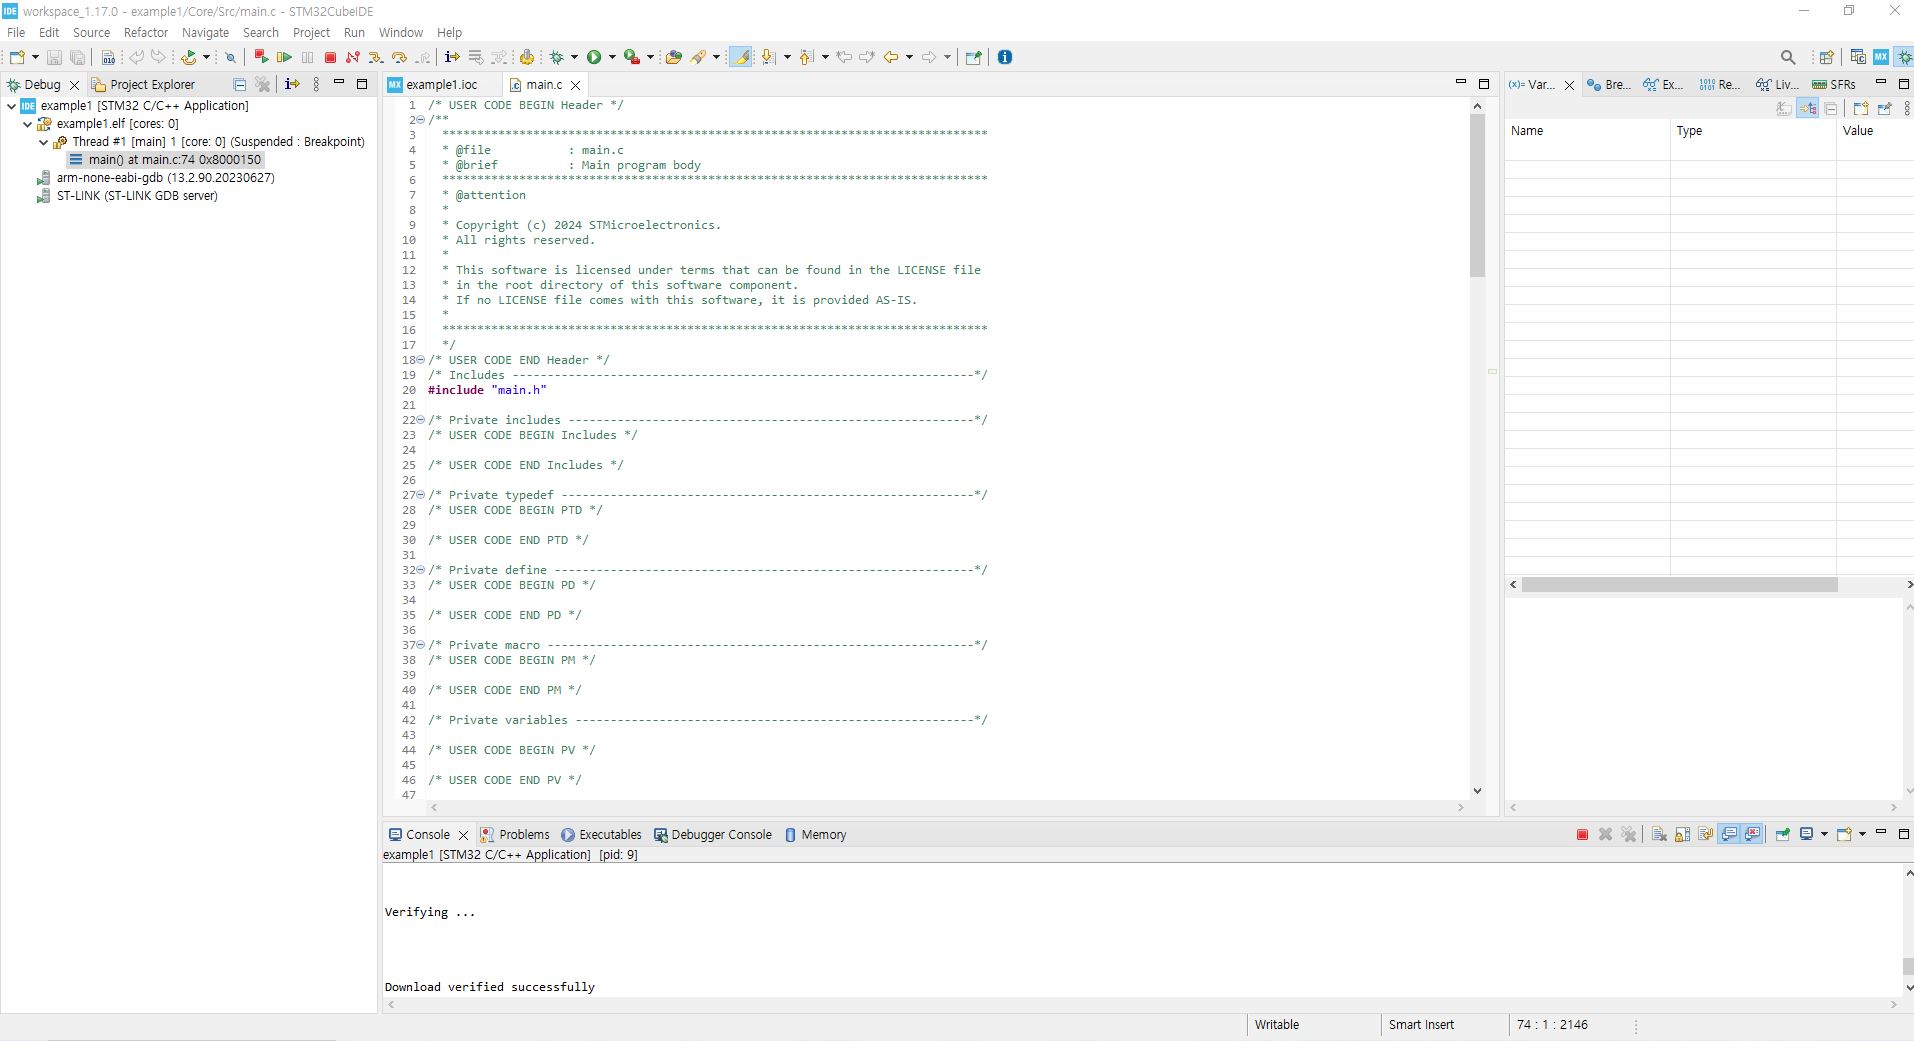 IDE workspace_1.17.0 - example1/Core/Src/main.c - STM32CubeIDE
File Edit Source Refactor Navigate Search Project Run Window Help
Debug Project Explorer
example1 [STM32 C/C++ Application]
example1.elf [cores: 0]
Thread #1 [main] 1 [core: 0] (Suspended : Breakpoint)
main() at main.c:74 0x8000150
arm-none-eabi-gdb (13.2.90.20230627)
ST-LINK (ST-LINK GDB server)
MX example1.ioc main.c
1 /* USER CODE BEGIN Header */
2 /**
3 ******************************************************************************
4 * @file : main.c
5 * @brief : Main program body
6 ******************************************************************************
7 * @attention
8 *
9 * Copyright (c) 2024 STMicroelectronics.
10 * All rights reserved.
11 *
12 * This software is licensed under terms that can be found in the LICENSE file
13 * in the root directory of this software component.
14 * If no LICENSE file comes with this software, it is provided AS-IS.
15 *
16 ******************************************************************************
17 */
18 /* USER CODE END Header */
19 /* Includes ------------------------------------------------------------------*/
20 #include "main.h"
21
22 /* Private includes ----------------------------------------------------------*/
23 /* USER CODE BEGIN Includes */
24
25 /* USER CODE END Includes */
26
27 /* Private typedef -----------------------------------------------------------*/
28 /* USER CODE BEGIN PTD */
29
30 /* USER CODE END PTD */
31
32 /* Private define ------------------------------------------------------------*/
33 /* USER CODE BEGIN PD */
34
35 /* USER CODE END PD */
36
37 /* Private macro -------------------------------------------------------------*/
38 /* USER CODE BEGIN PM */
39
40 /* USER CODE END PM */
41
42 /* Private variables ---------------------------------------------------------*/
43
44 /* USER CODE BEGIN PV */
45
46 /* USER CODE END PV */
47
(x)= Var... Bre... Ex... Re... Liv... SFRs
Name Type Value
Console Problems Executables Debugger Console Memory
example1 [STM32 C/C++ Application] [pid: 9]
Verifying ...
Download verified successfully
Writable Smart Insert 74 : 1 : 2146